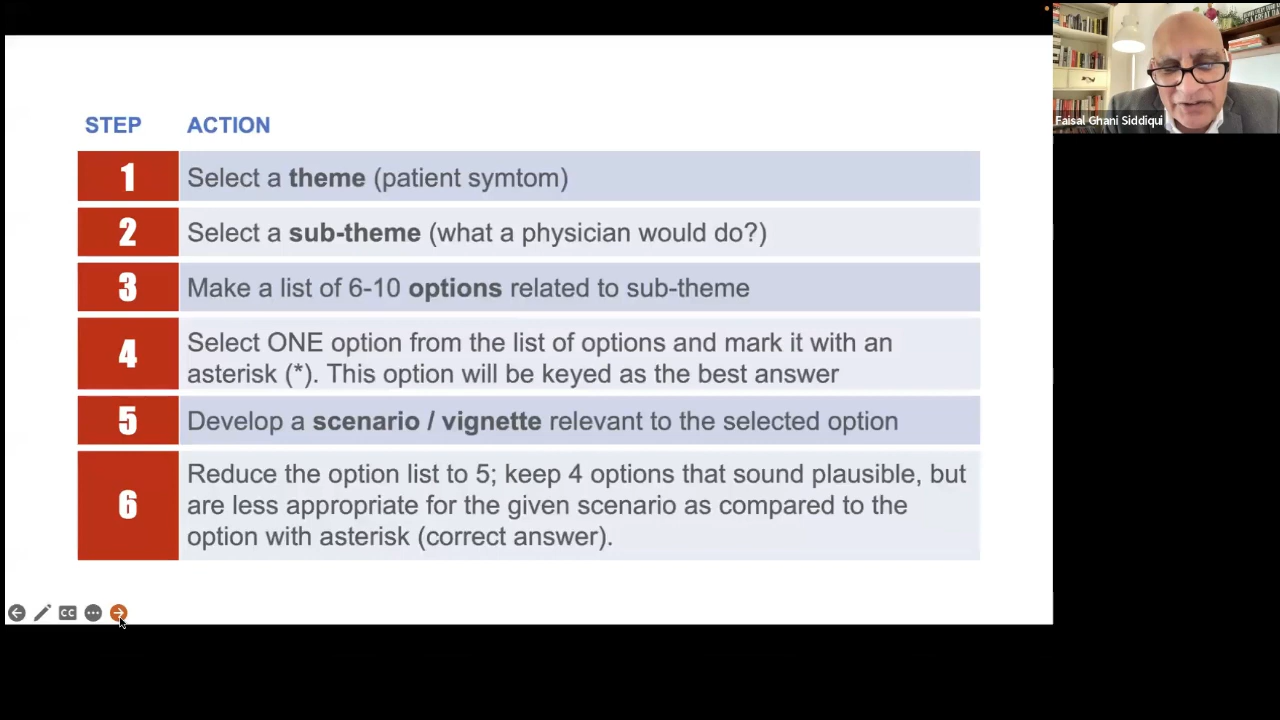 STEP ACTION
1 Select a theme (patient symtom)
2 Select a sub-theme (what a physician would do?)
3 Make a list of 6-10 options related to sub-theme
4 Select ONE option from the list of options and mark it with an
asterisk (*). This option will be keyed as the best answer
5 Develop a scenario / vignette relevant to the selected option
6 Reduce the option list to 5; keep 4 options that sound plausible, but
are less appropriate for the given scenario as compared to the
option with asterisk (correct answer).
CC
Faisal Ghani Siddiqui